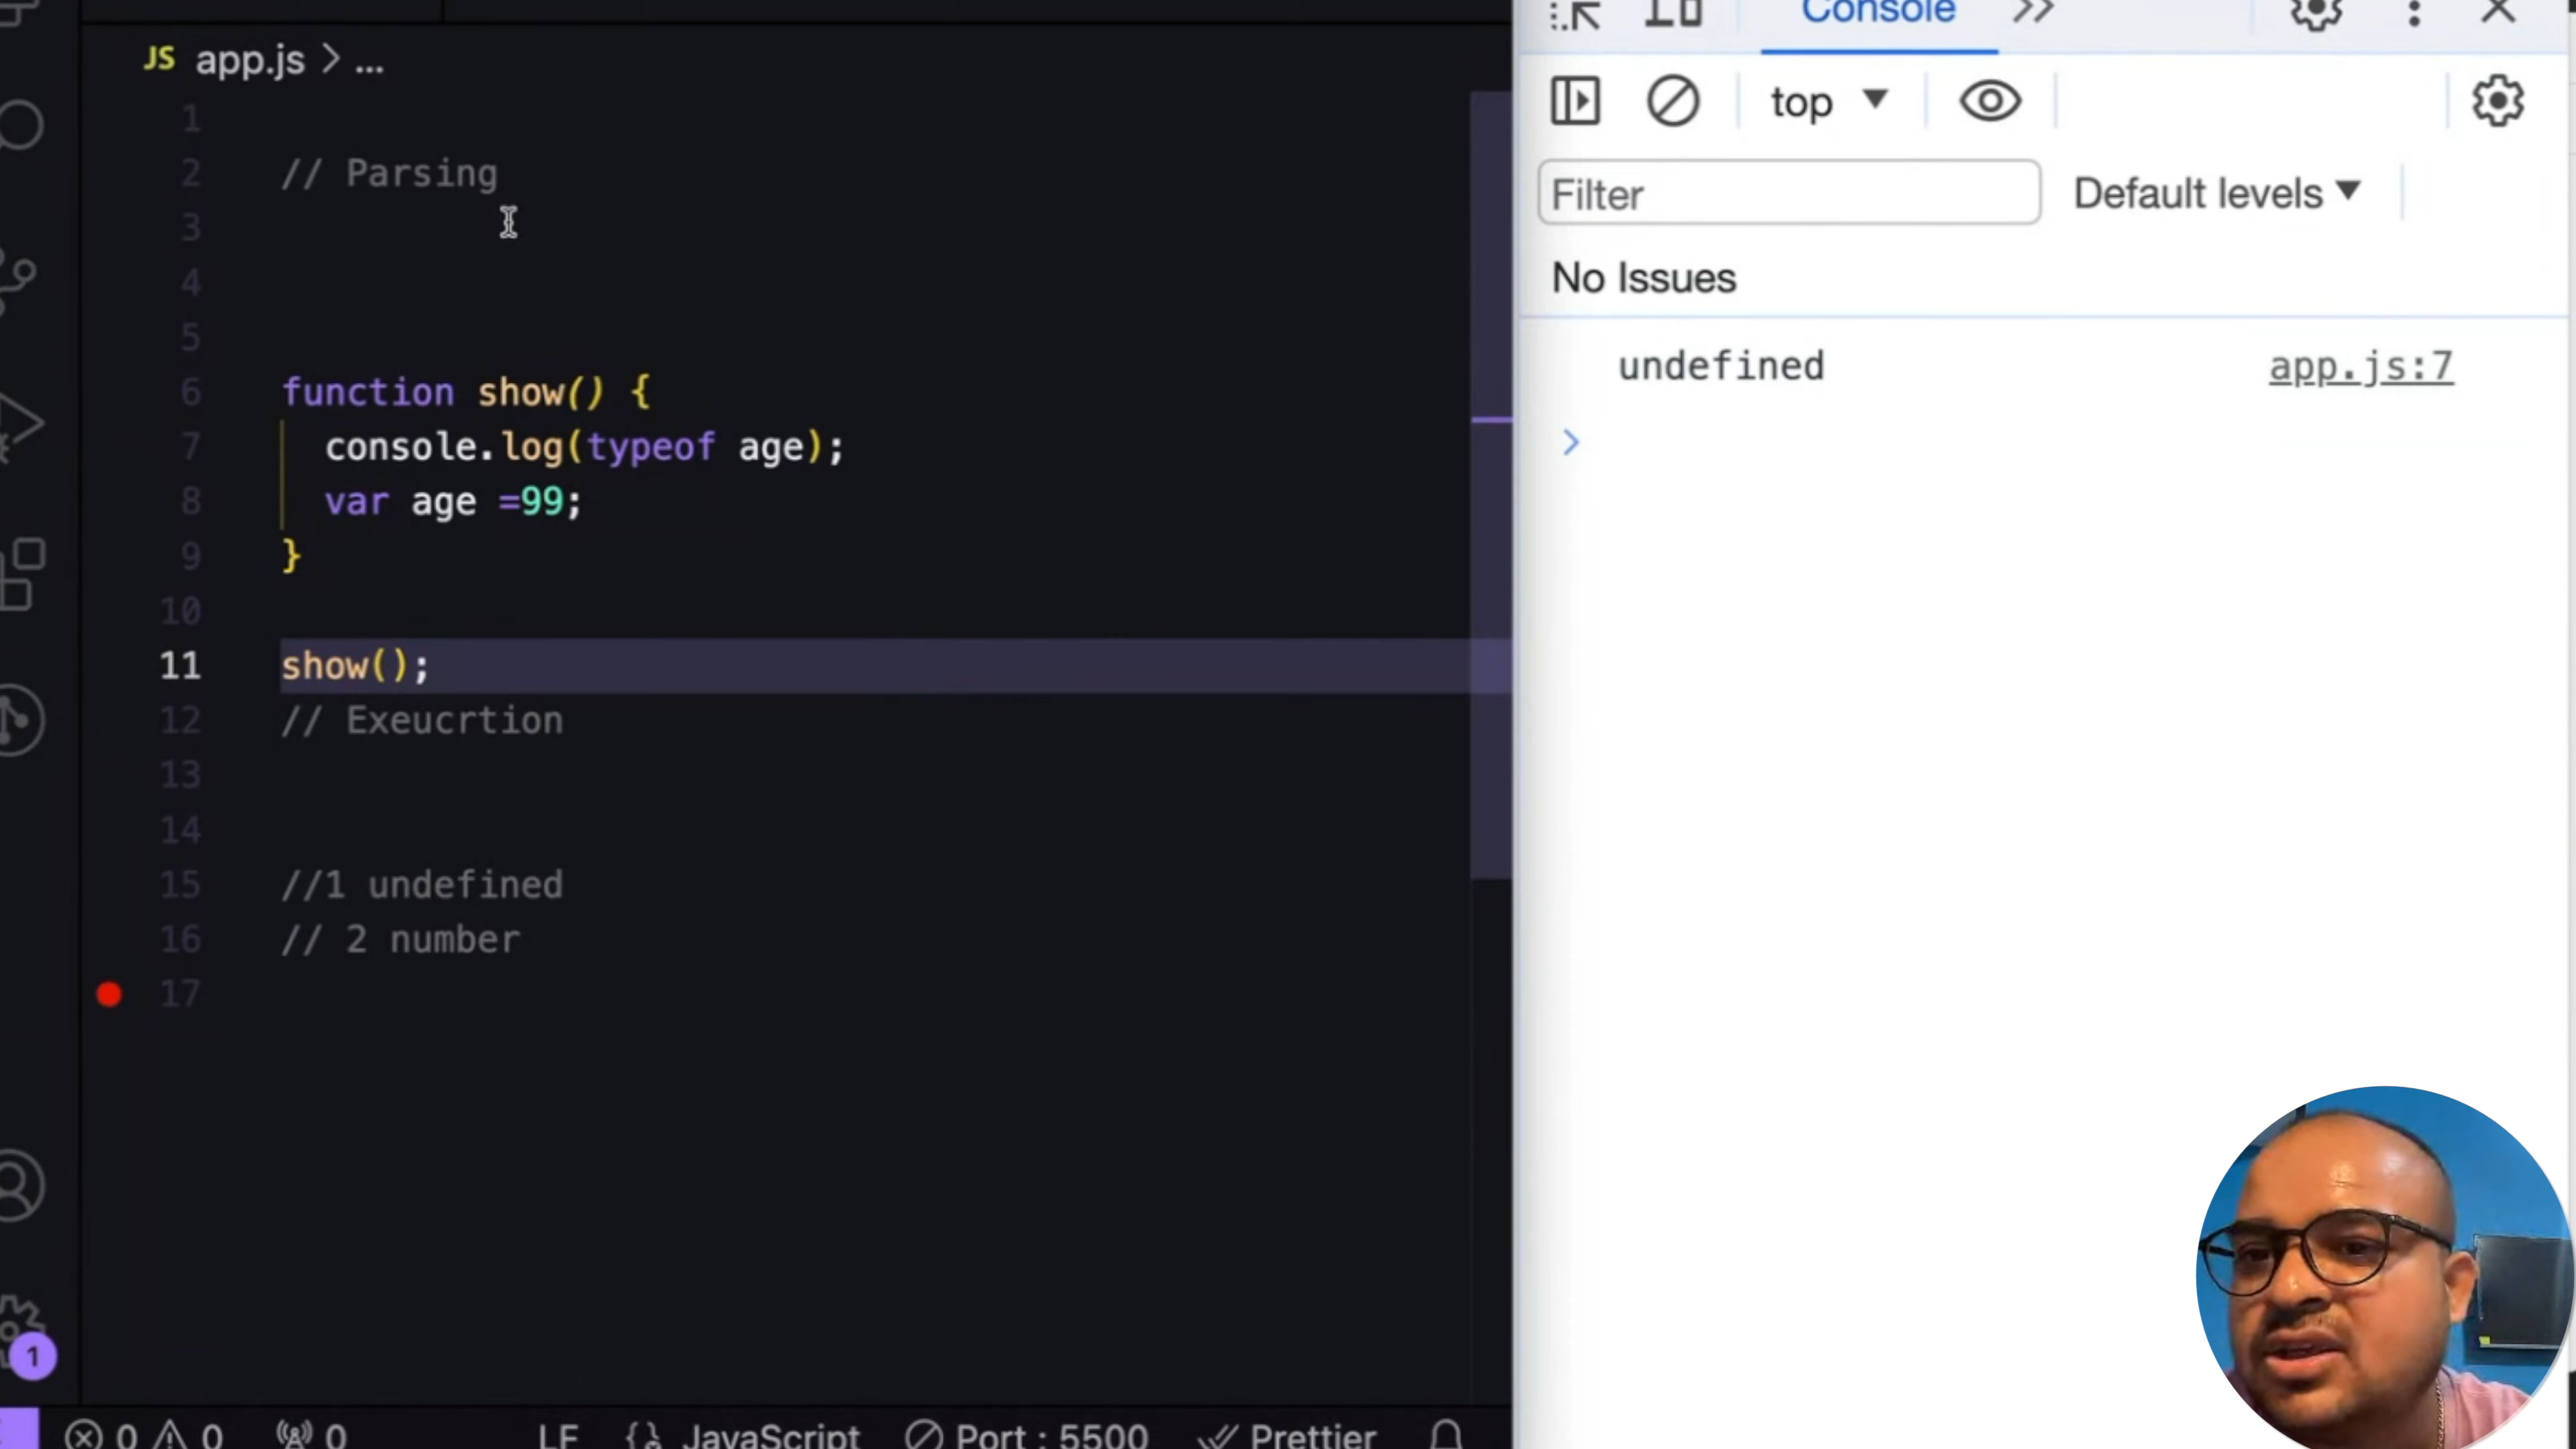 JS app.js > ...
1
2 // Parsing
3
4
5
6 function show() {
7 console.log(typeof age);
8 var age =99;
9 }
10
11 show();
12 // Exeucrtion
13
14
15 //1 undefined
16 // 2 number
17
1
0 0 0 LF JavaScript Port : 5500 Prettier
Console
top
Filter Default levels
No Issues
undefined app.js:7